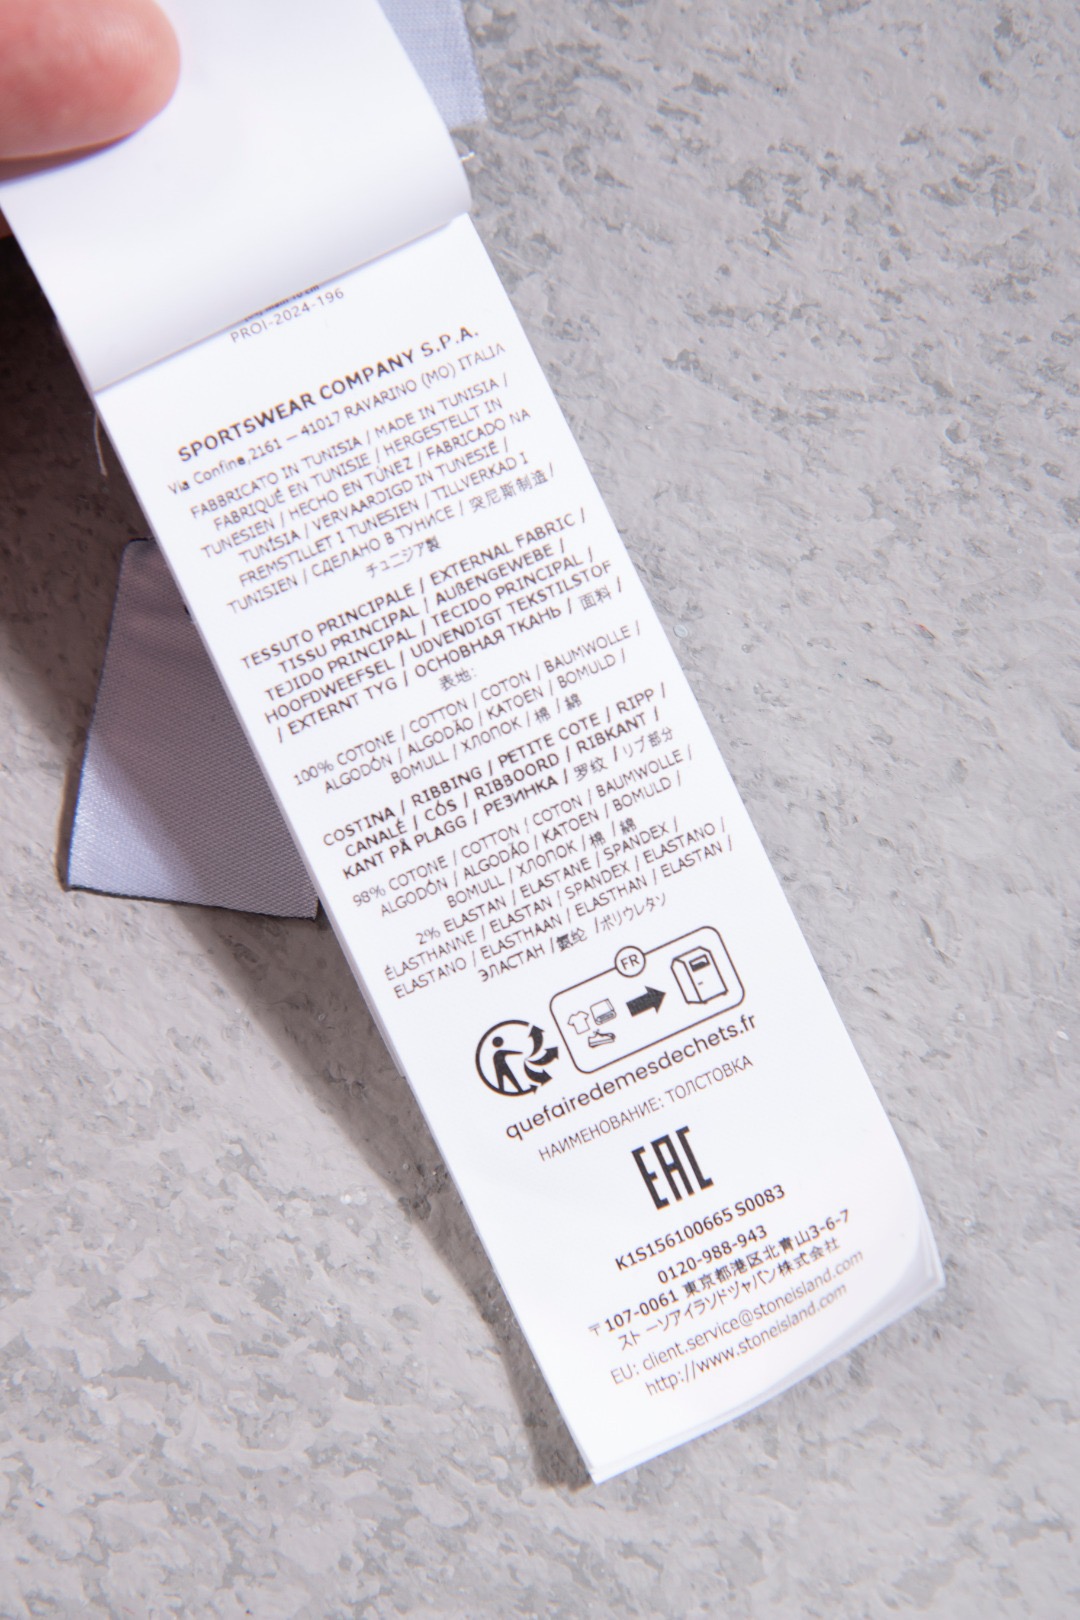 PROI-2024-196
SPORTSWEAR COMPANY S.P.A.
Via Confine,2161 — 41017 RAVARINO (MO) ITALIA
FABBRICATO IN TUNISIA / MADE IN TUNISIA /
FABRIQUÉ EN TUNISIE / HERGESTELLT IN
TUNESIEN / HECHO EN TÚNEZ / FABRICADO NA
TUNÍSIA / VERVAARDIGD IN TUNESIË /
FREMSTILLET I TUNESIEN / TILLVERKAD I
TUNISIEN / СДЕЛАНО В ТУНИСЕ / 突尼斯制造 /
チュニジア製
TESSUTO PRINCIPALE / EXTERNAL FABRIC /
TISSU PRINCIPAL / AUßENGEWEBE /
TEJIDO PRINCIPAL / TECIDO PRINCIPAL /
HOOFDWEEFSEL / UDVENDIGT TEKSTILSTOF
/ EXTERNT TYG / ОСНОВНАЯ ТКАНЬ / 面料 /
表地:
100% COTONE / COTTON / COTON / BAUMWOLLE /
ALGODÓN / ALGODÃO / KATOEN / BOMULD /
BOMULL / ХЛОПОК / 棉 / 綿
COSTINA / RIBBING / PETITE COTE / RIPP /
CANALÉ / CÓS / RIBBOORD / RIBKANT /
KANT PÅ PLAGG / РЕЗИНКА / 罗纹 / リブ部分
98% COTONE / COTTON / COTON / BAUMWOLLE /
ALGODÓN / ALGODÃO / KATOEN / BOMULD /
BOMULL / ХЛОПОК / 棉 / 綿
2% ELASTAN / ELASTANE / SPANDEX /
ÉLASTHANNE / ELASTAN / SPANDEX / ELASTANO /
ELASTANO / ELASTHAAN / ELASTHAN / ELASTAN /
ЭЛАСТАН / 氨纶 / ポリウレタン
FR
quefairedemesdechets.fr
НАИМЕНОВАНИЕ: ТОЛСТОВКА
EAC
K1S156100665 S0083
0120-988-943
〒107-0061 東京都港区北青山3-6-7
ストーンアイランドジャパン株式会社
EU: client.service@stoneisland.com
http://www.stoneisland.com